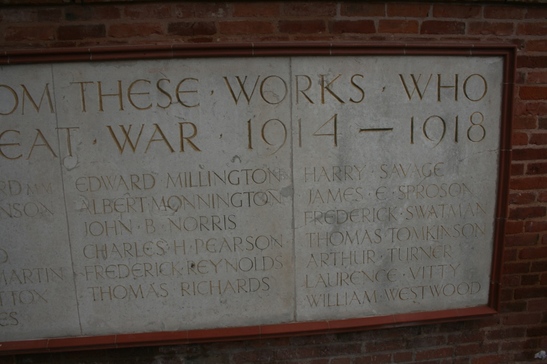 OM THESE WORKS · WHO
EAT · WAR · 1914 – 1918
EDWARD MILLINGTON
ALBERT MONNINGTON
JOHN · B · NORRIS
CHARLES · H · PEARSON
FREDERICK REYNOLDS
THOMAS RICHARDS
HARRY · SAVAGE
JAMES · E · SPROSON
FREDERICK · SWATMAN
THOMAS TOMKINSON
ARTHUR · TURNER
LAURENCE · VITTY
WILLIAM WESTWOOD